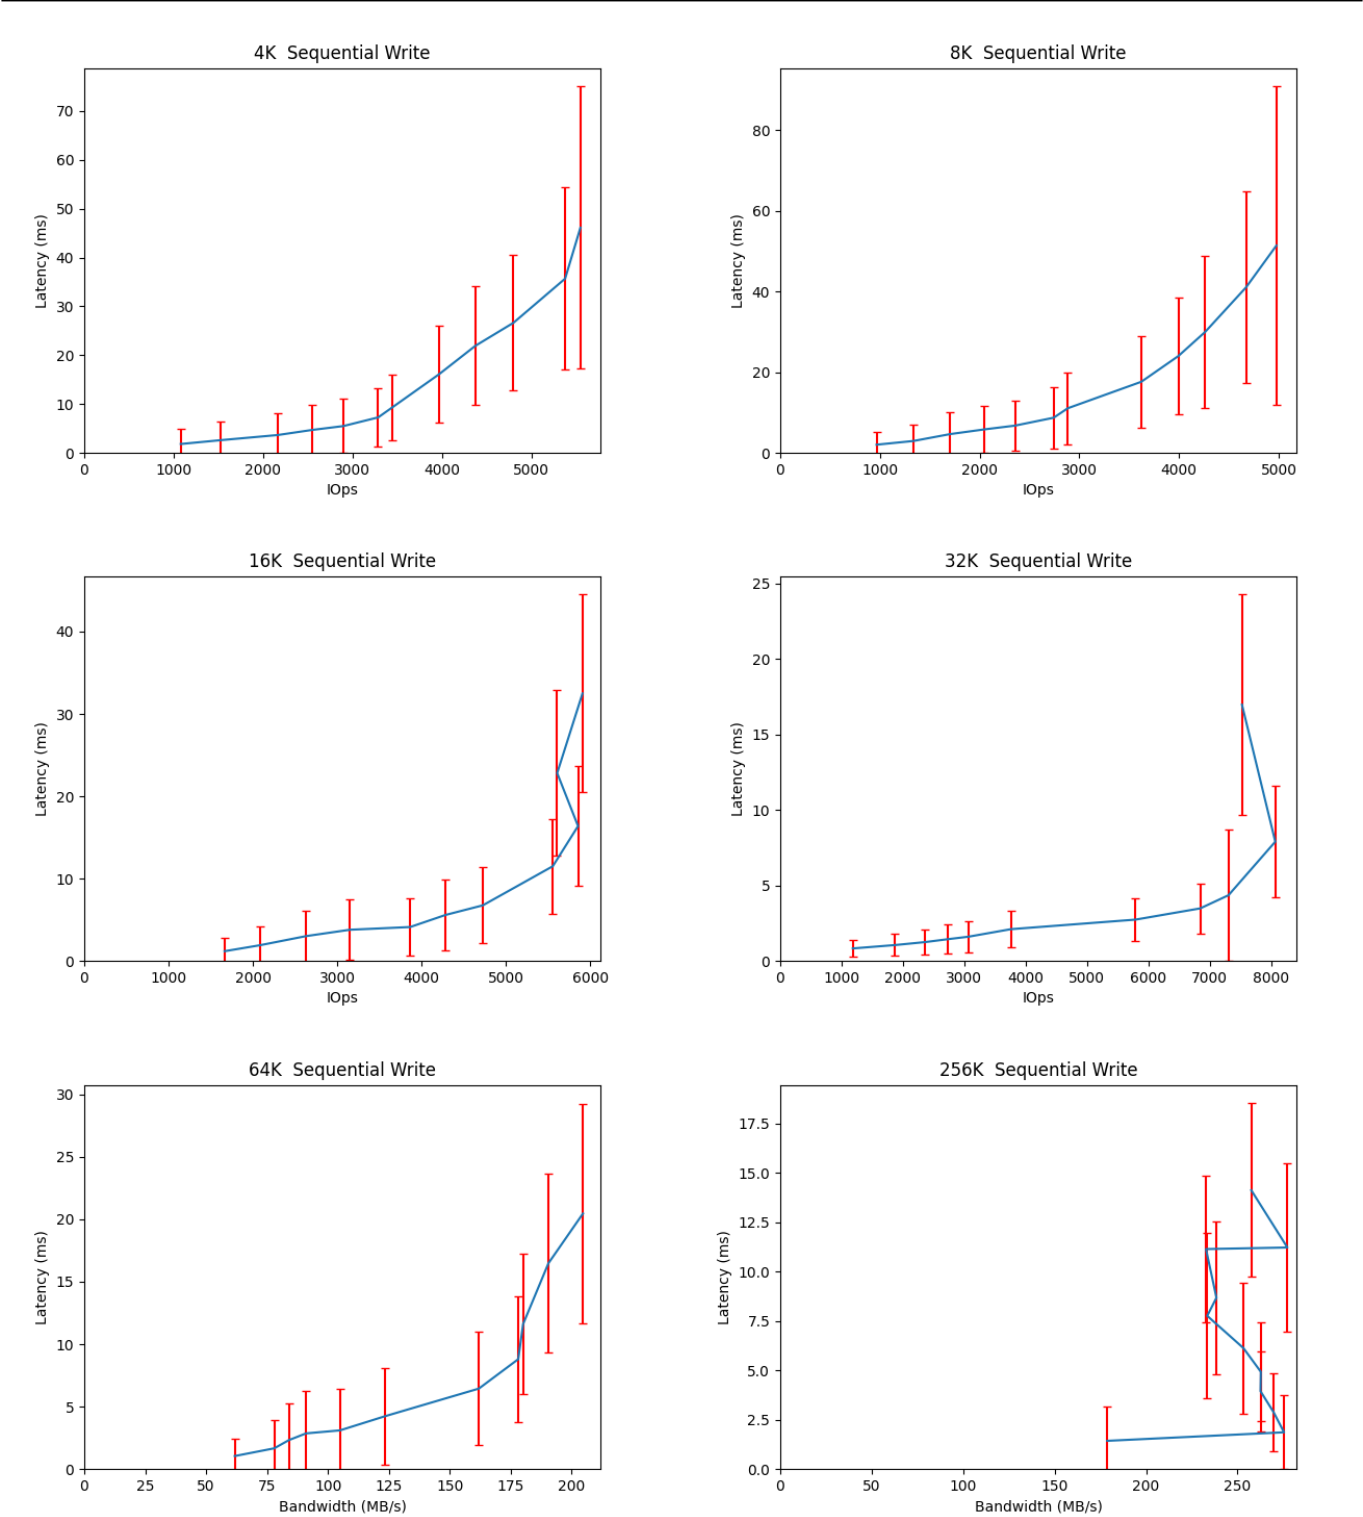 4K  Sequential Write
Latency (ms)
70
60
50
40
30
20
10
0
0 1000 2000 3000 4000 5000
IOps
8K  Sequential Write
Latency (ms)
80
60
40
20
0
0 1000 2000 3000 4000 5000
IOps
16K  Sequential Write
Latency (ms)
40
30
20
10
0
0 1000 2000 3000 4000 5000 6000
IOps
32K  Sequential Write
Latency (ms)
25
20
15
10
5
0
0 1000 2000 3000 4000 5000 6000 7000 8000
IOps
64K  Sequential Write
Latency (ms)
30
25
20
15
10
5
0
0 25 50 75 100 125 150 175 200
Bandwidth (MB/s)
256K  Sequential Write
Latency (ms)
17.5
15.0
12.5
10.0
7.5
5.0
2.5
0.0
0 50 100 150 200 250
Bandwidth (MB/s)